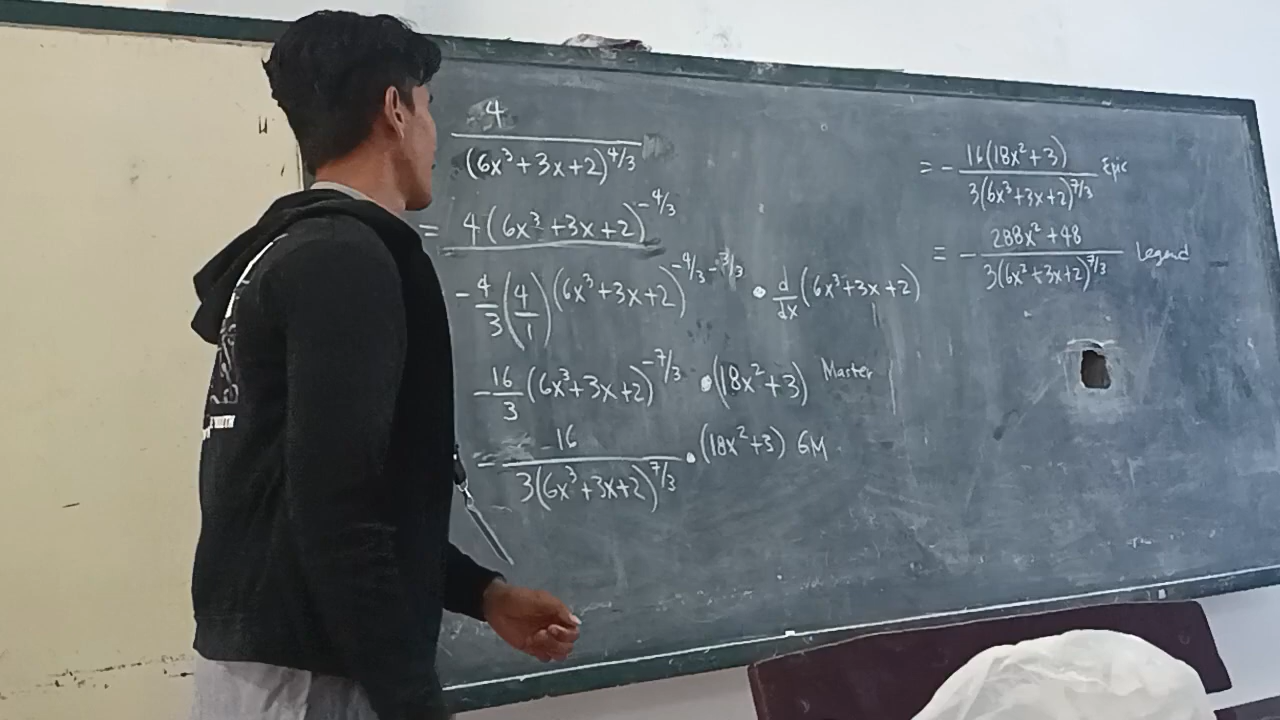 4
(6x³+3x+2)^4/3
= 4(6x³+3x+2)^-4/3
-4/3(4/1)(6x³+3x+2)^-4/3-3/3 • d/dx(6x³+3x+2)
-16/3(6x³+3x+2)^-7/3 •(18x²+3) Master
- -16/3(6x³+3x+2)^7/3 •(18x²+3) GM
= - 16(18x²+3)/3(6x³+3x+2)^7/3 Epic
= - 288x²+48/3(6x³+3x+2)^7/3 Legend